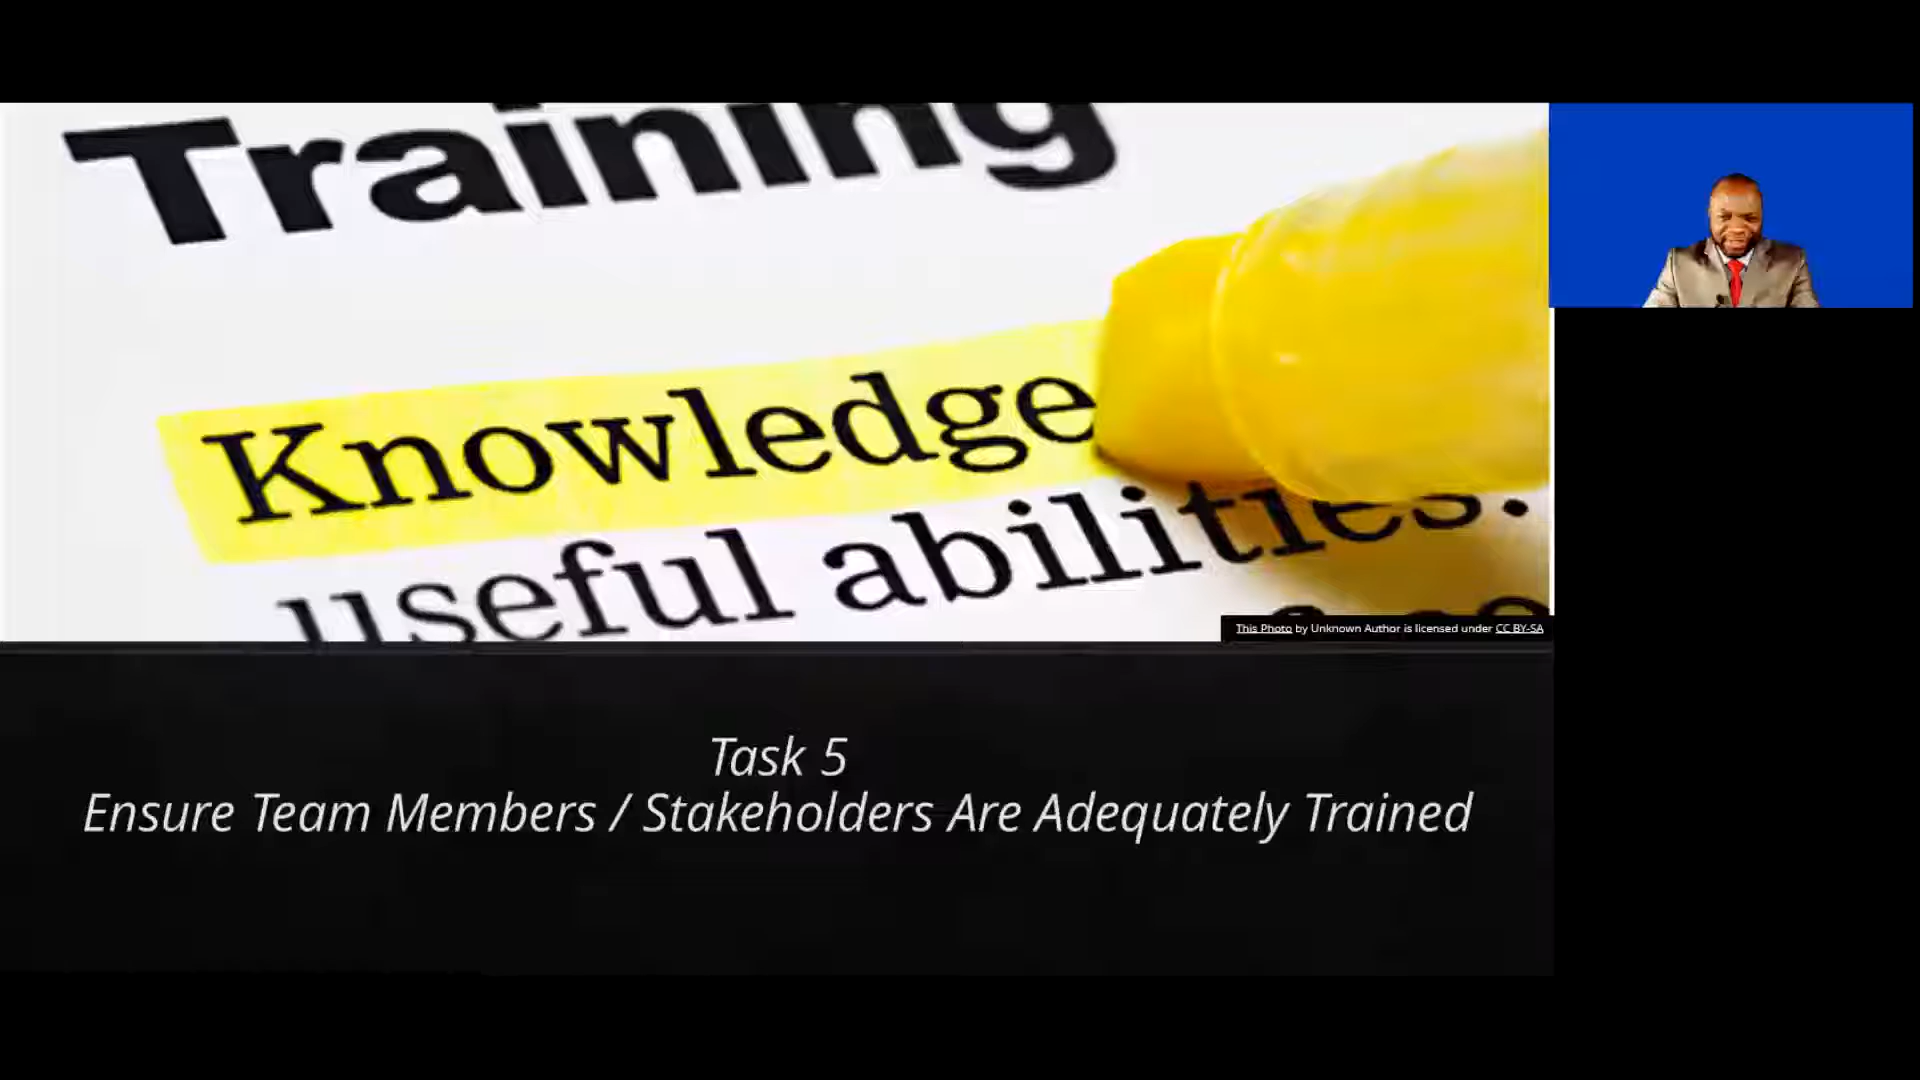 Training
Knowledge
useful abilities.
This Photo by Unknown Author is licensed under CC BY-SA
Task 5
Ensure Team Members / Stakeholders Are Adequately Trained